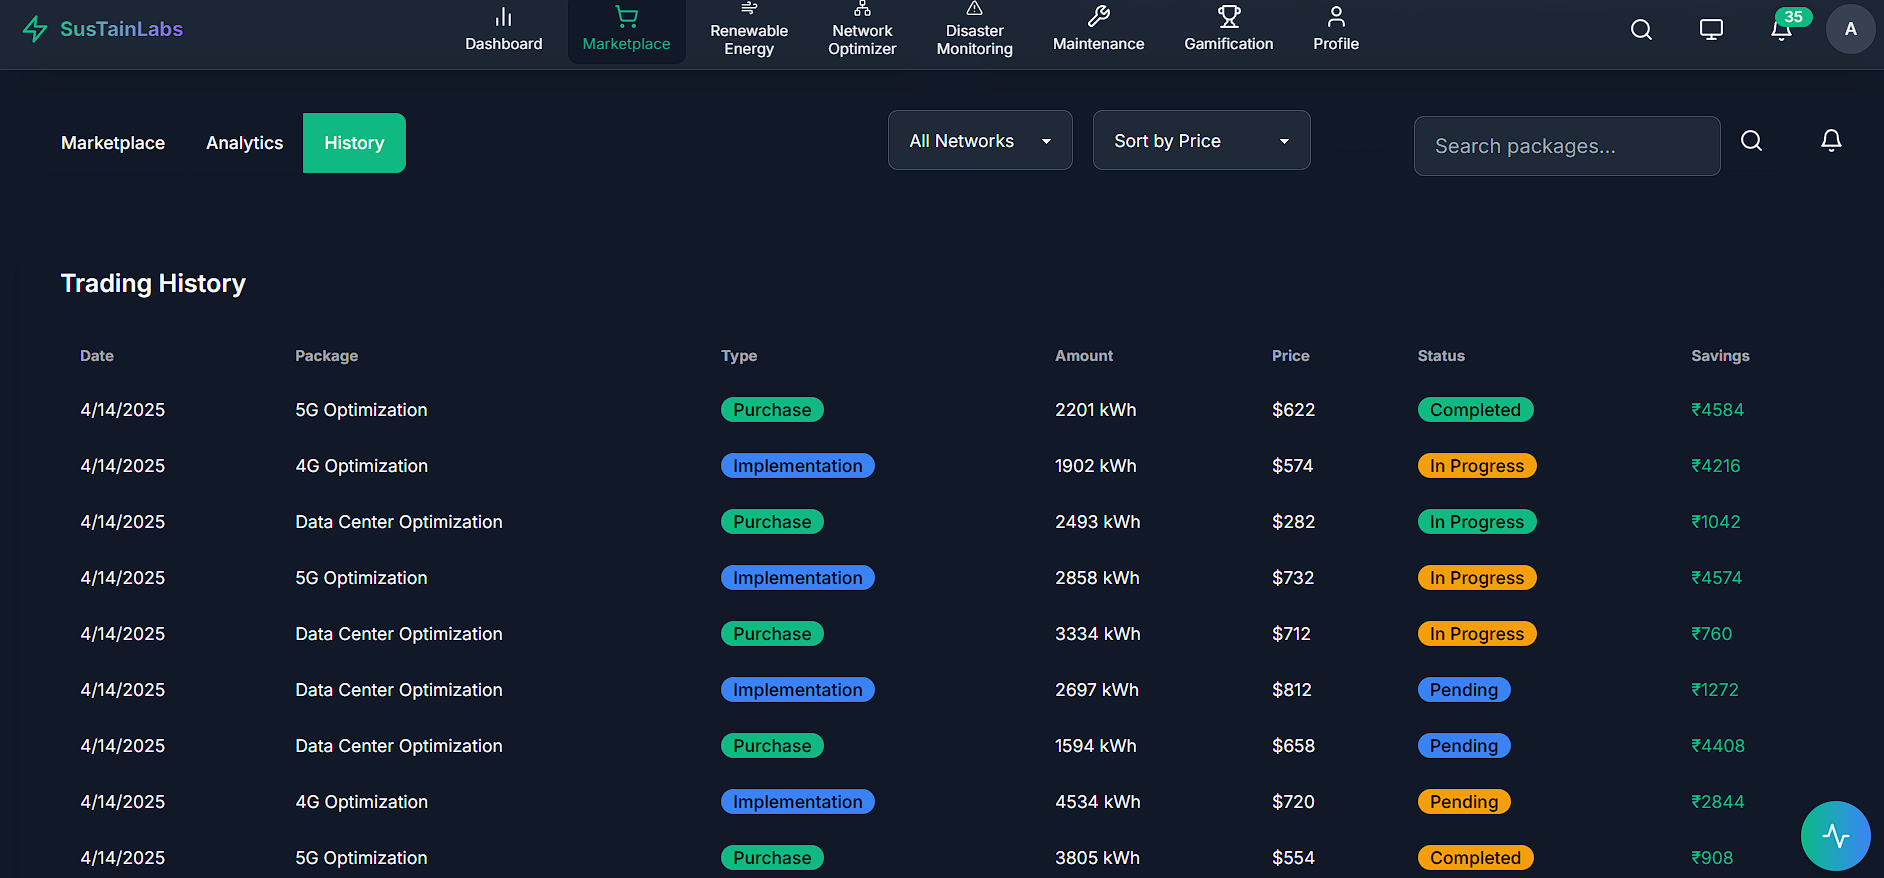 SusTainLabs
Dashboard
Marketplace
Renewable
Energy
Network
Optimizer
Disaster
Monitoring
Maintenance
Gamification
Profile
35
A
Marketplace
Analytics
History
All Networks
Sort by Price
Search packages...
Trading History
Date Package Type Amount Price Status Savings
4/14/2025 5G Optimization Purchase 2201 kWh $622 Completed ₹4584
4/14/2025 4G Optimization Implementation 1902 kWh $574 In Progress ₹4216
4/14/2025 Data Center Optimization Purchase 2493 kWh $282 In Progress ₹1042
4/14/2025 5G Optimization Implementation 2858 kWh $732 In Progress ₹4574
4/14/2025 Data Center Optimization Purchase 3334 kWh $712 In Progress ₹760
4/14/2025 Data Center Optimization Implementation 2697 kWh $812 Pending ₹1272
4/14/2025 Data Center Optimization Purchase 1594 kWh $658 Pending ₹4408
4/14/2025 4G Optimization Implementation 4534 kWh $720 Pending ₹2844
4/14/2025 5G Optimization Purchase 3805 kWh $554 Completed ₹908